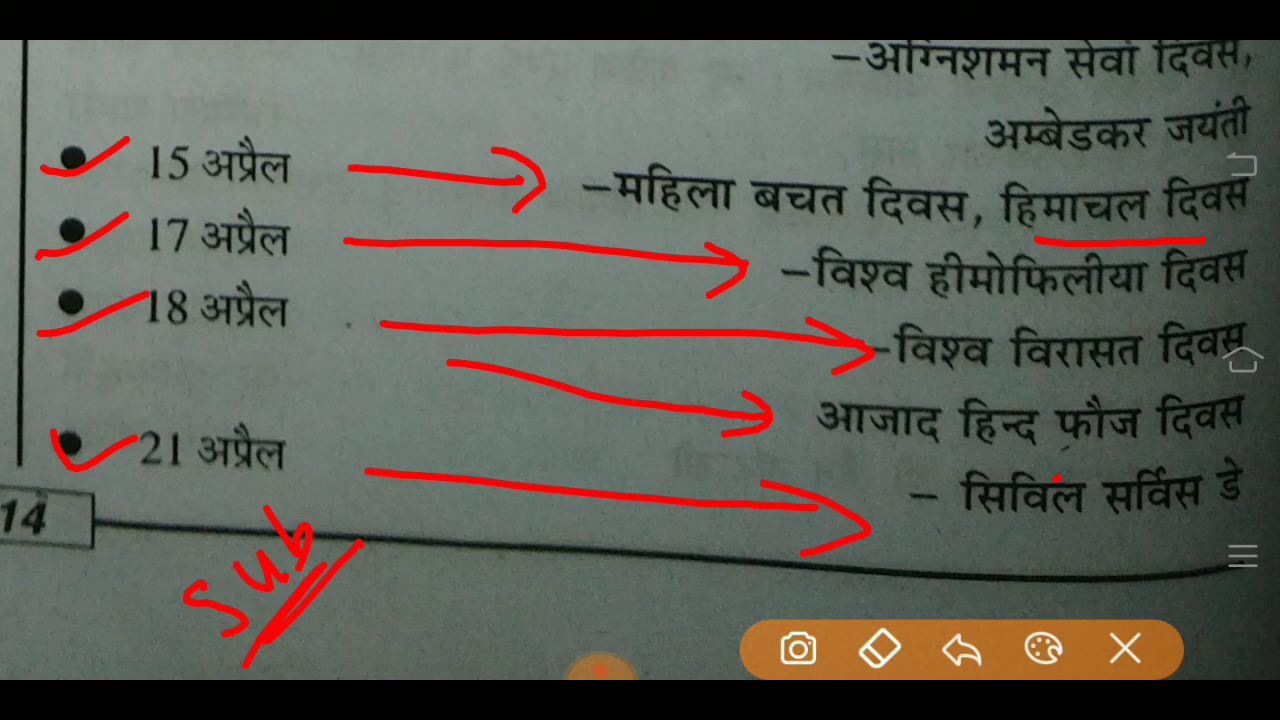 –अग्निशमन सेवा दिवस,
अम्बेडकर जयंती
15 अप्रैल –महिला बचत दिवस, हिमाचल दिवस
17 अप्रैल –विश्व हीमोफिलीया दिवस
18 अप्रैल –विश्व विरासत दिवस
आजाद हिन्द फौज दिवस
21 अप्रैल – सिविल सर्विस डे
14
Sub